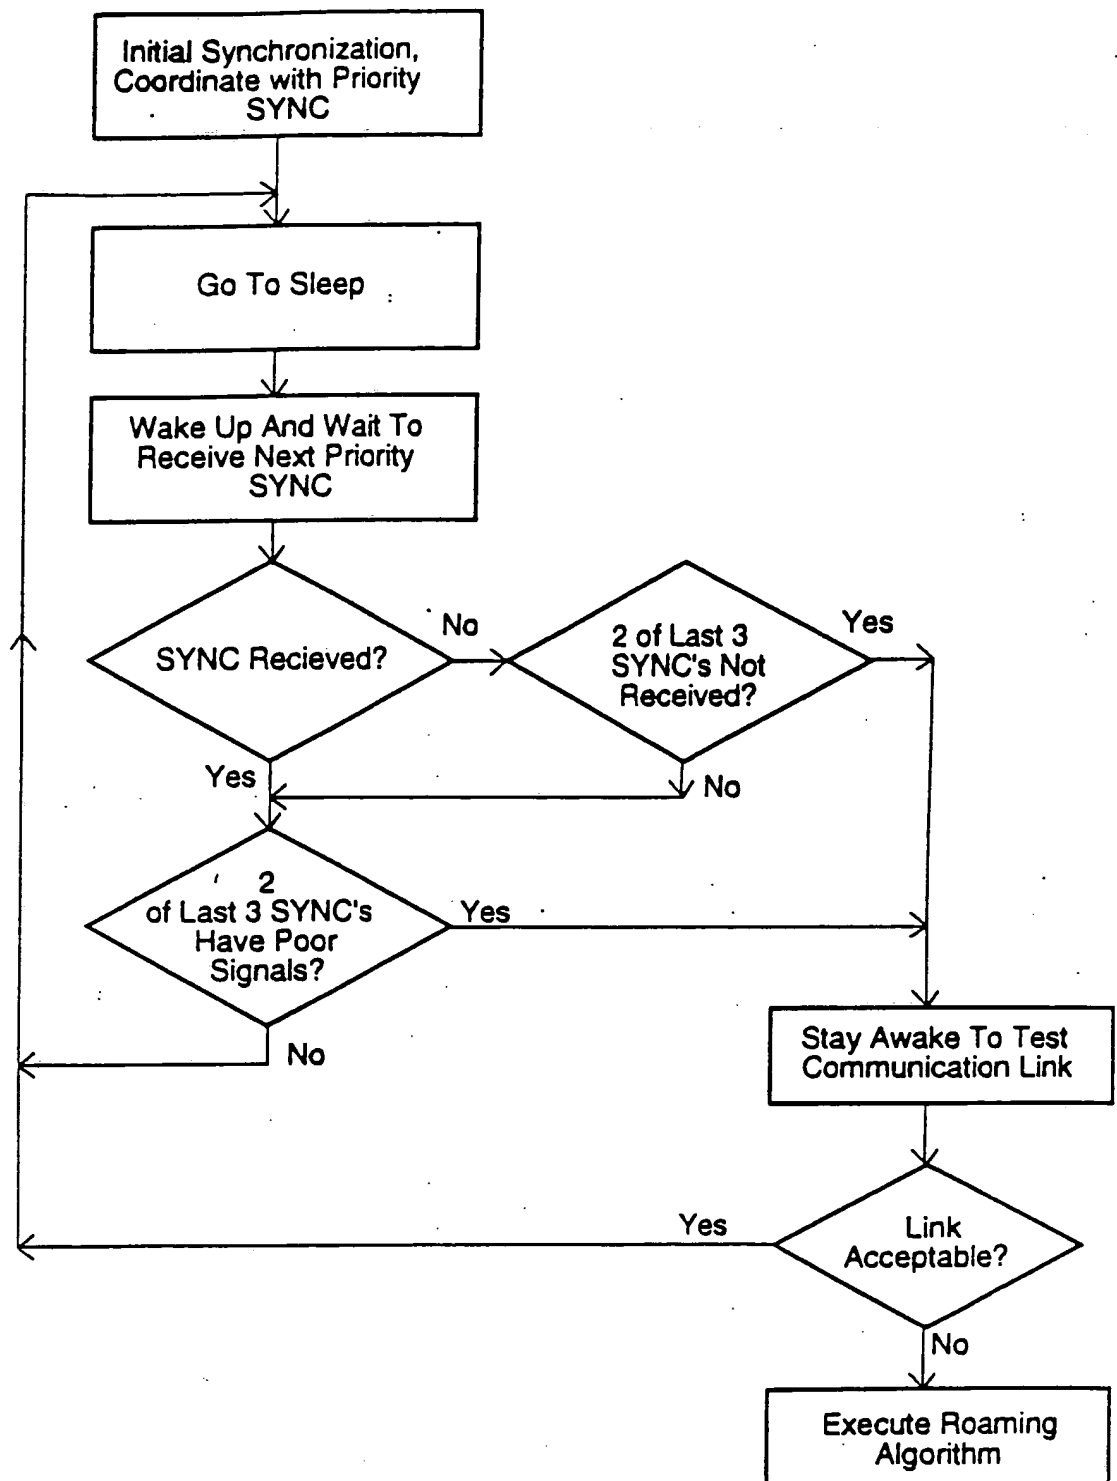 Initial Synchronization,
Coordinate with Priority
SYNC
Go To Sleep
Wake Up And Wait To
Receive Next Priority
SYNC
SYNC Recieved?
No
2 of Last 3
SYNC's Not
Received?
Yes
Yes
No
2
of Last 3 SYNC's
Have Poor
Signals?
Yes
No
Stay Awake To Test
Communication Link
Link
Acceptable?
Yes
No
Execute Roaming
Algorithm